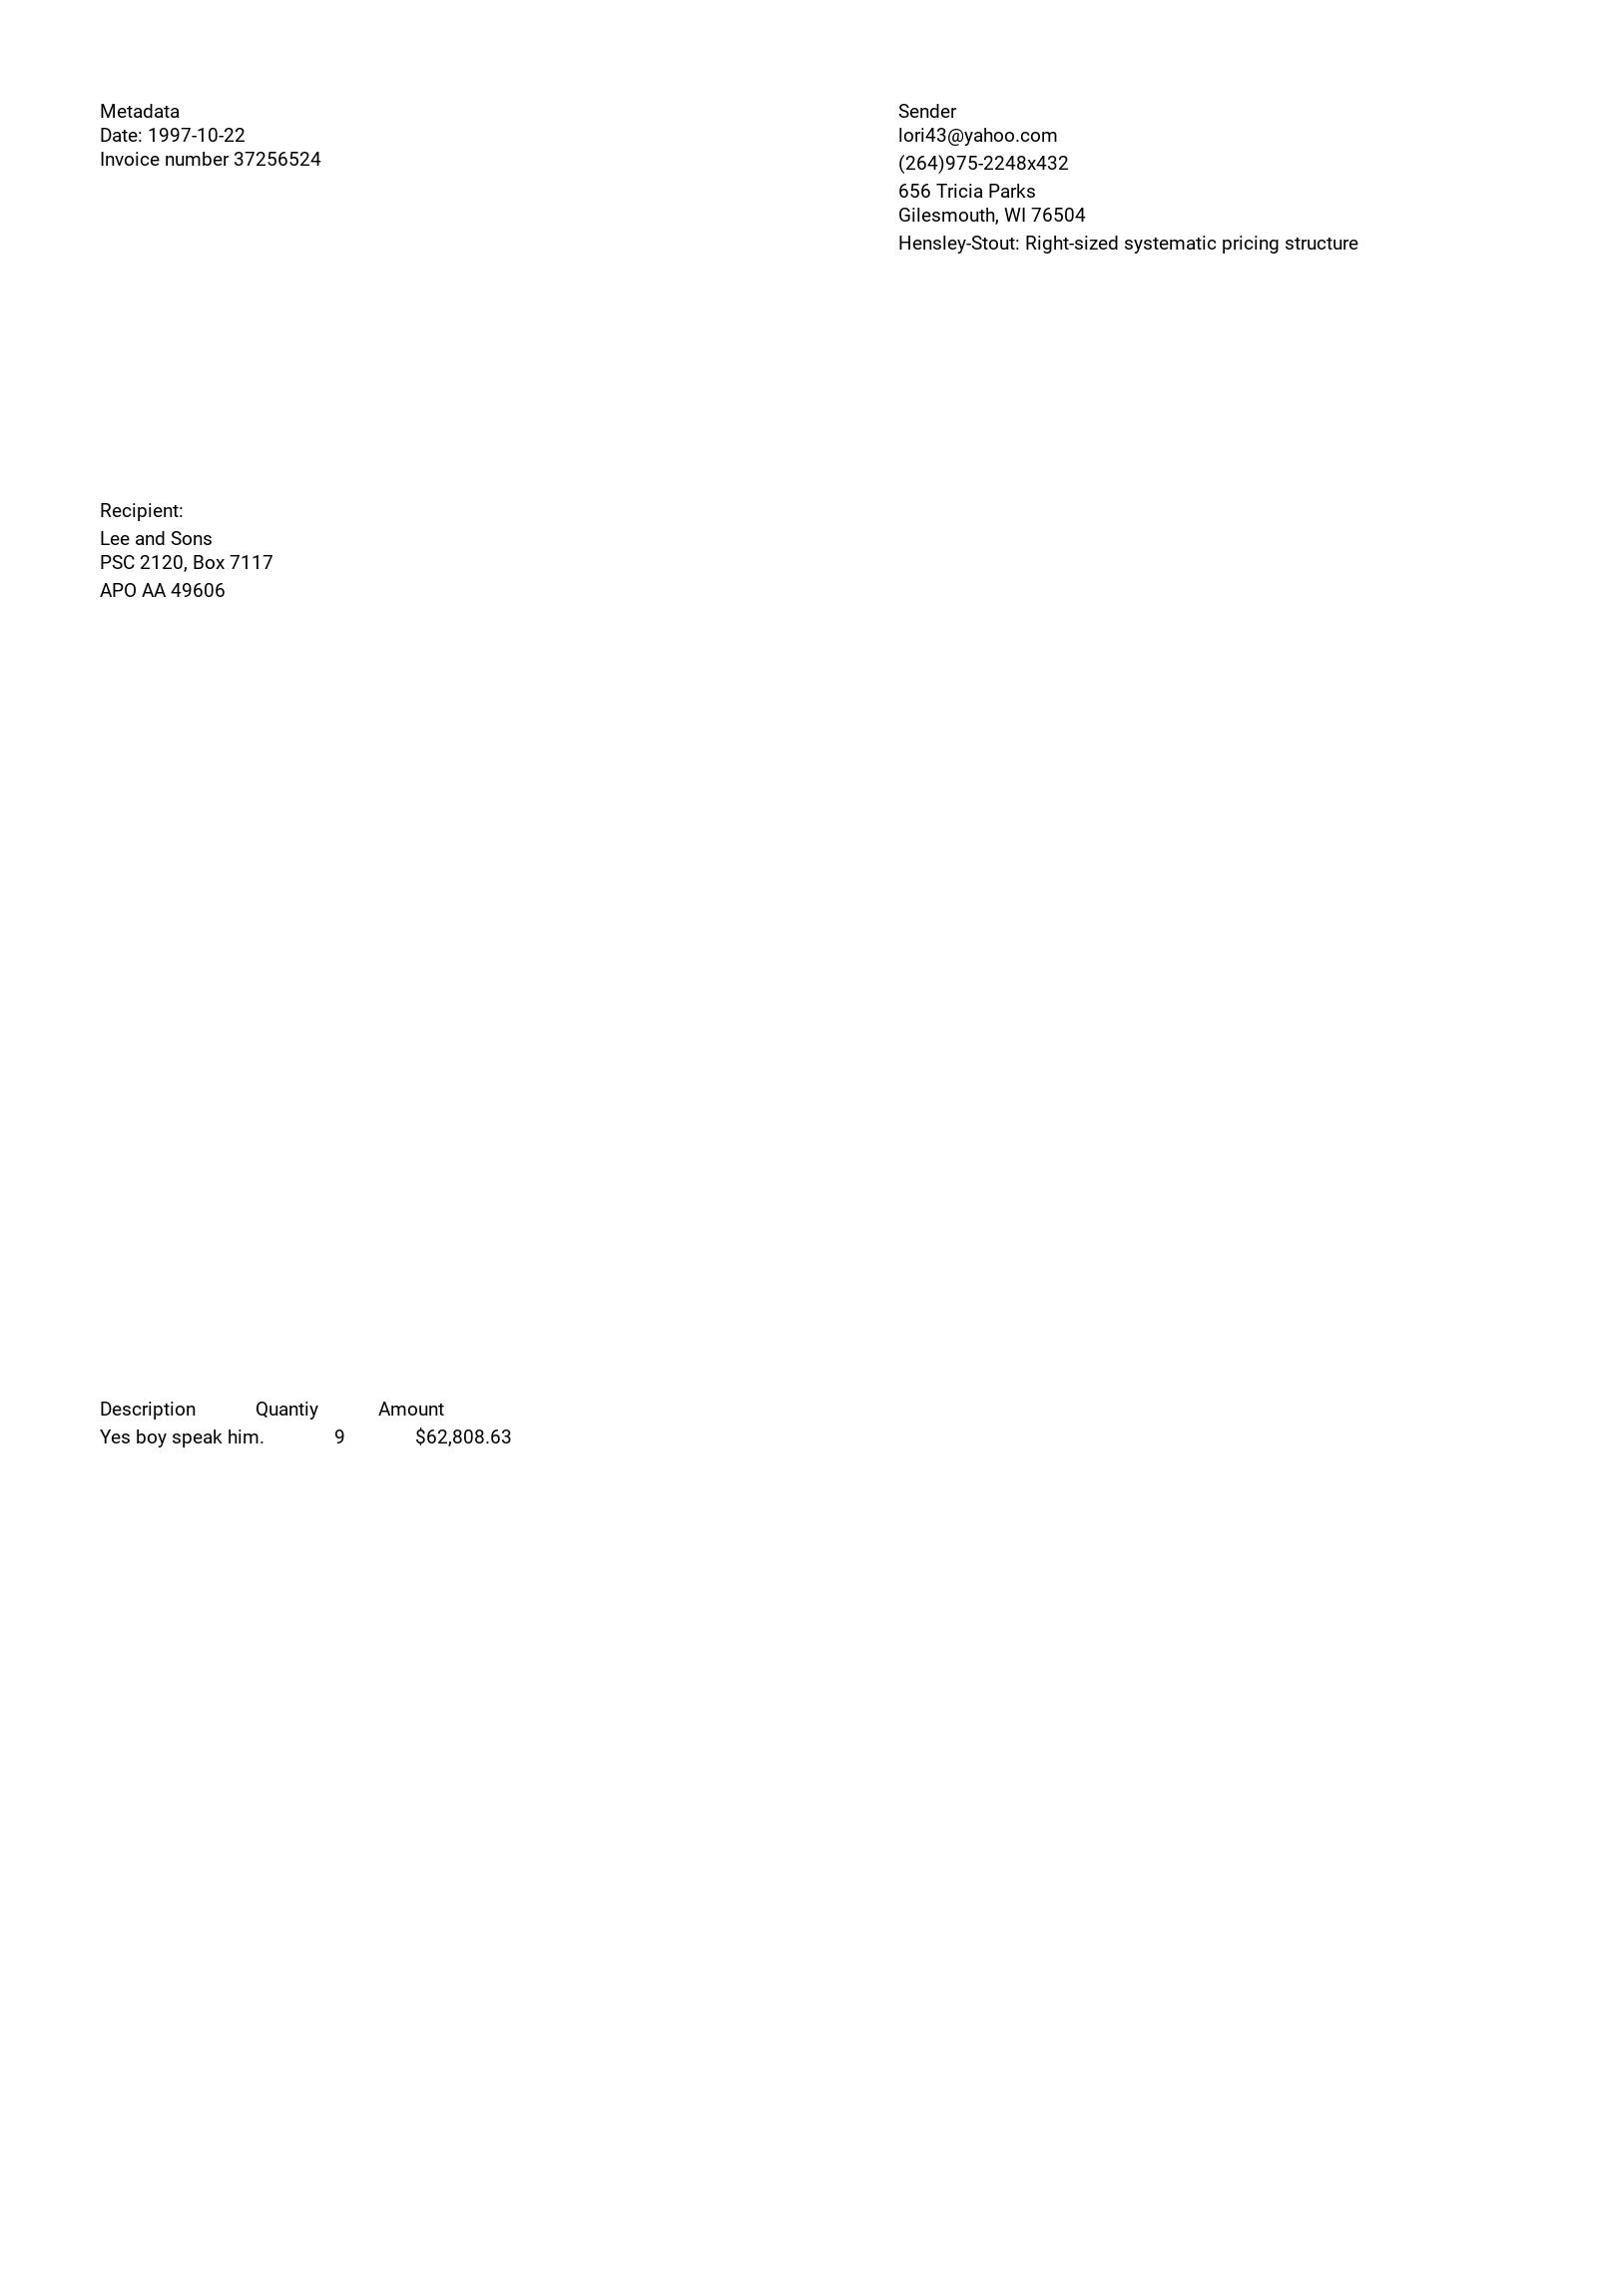 Metadata
Date: 1997-10-22
Invoice number 37256524
Sender
lori43@yahoo.com
(264)975-2248x432
656 Tricia Parks
Gilesmouth, WI 76504
Hensley-Stout: Right-sized systematic pricing structure
Recipient:
Lee and Sons
PSC 2120, Box 7117
APO AA 49606
Description Quantiy Amount
Yes boy speak him. 9 $62,808.63